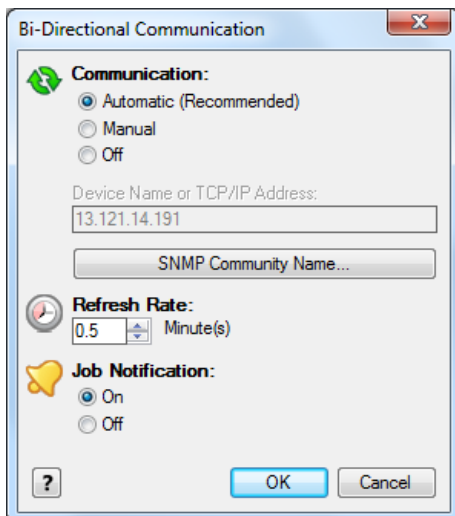 Bi-Directional Communication
Communication:
Automatic (Recommended)
Manual
Off
Device Name or TCP/IP Address:
13.121.14.191
SNMP Community Name...
Refresh Rate:
0.5 Minute(s)
Job Notification:
On
Off
? OK Cancel